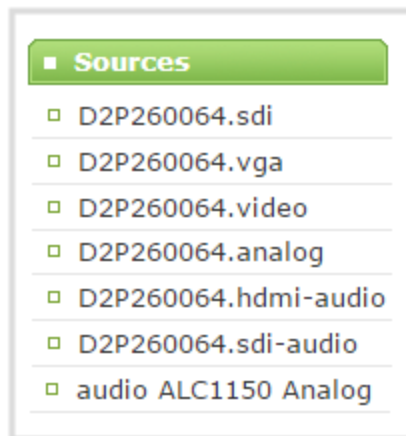 Sources
D2P260064.sdi
D2P260064.vga
D2P260064.video
D2P260064.analog
D2P260064.hdmi-audio
D2P260064.sdi-audio
audio ALC1150 Analog